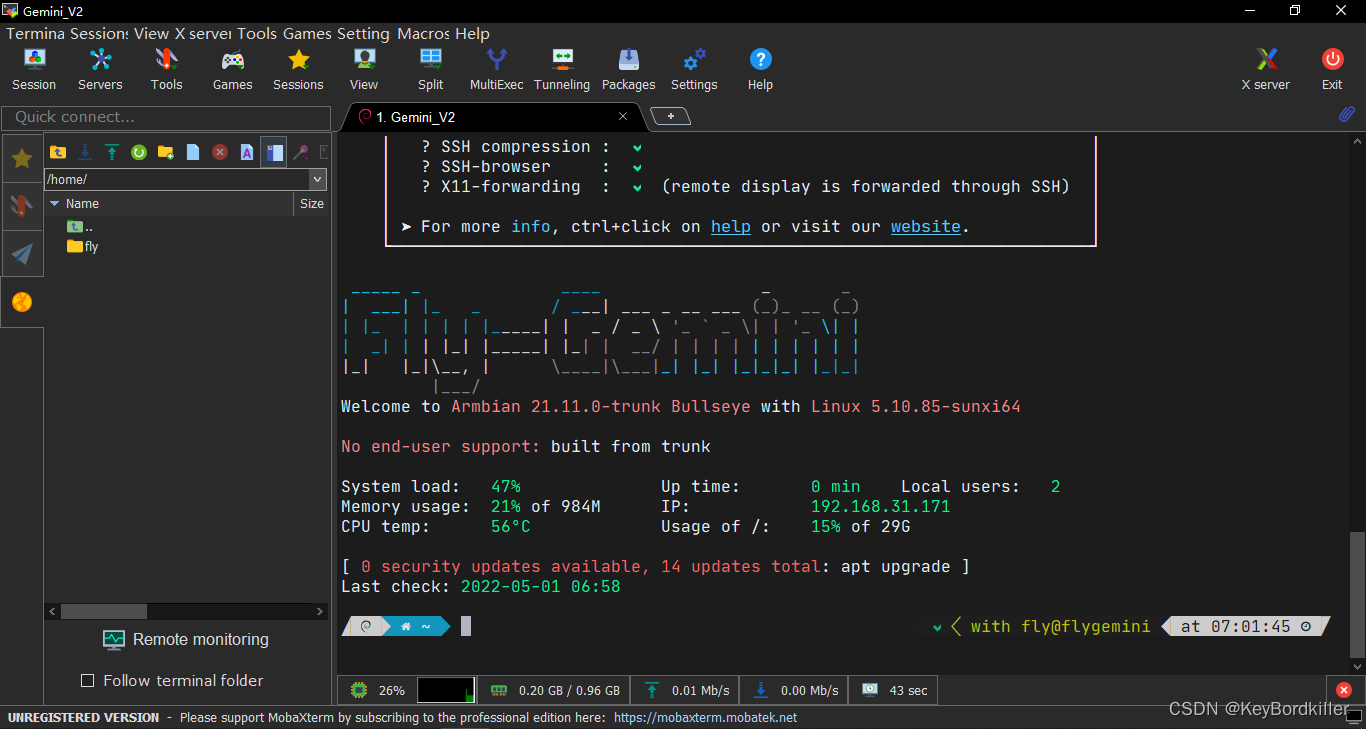 Gemini_V2
Termina Sessions View X server Tools Games Setting Macros Help
Session Servers Tools Games Sessions View Split MultiExec Tunneling Packages Settings Help X server Exit
Quick connect...
1. Gemini_V2
/home/
Name Size
..
fly
? SSH compression :
? SSH-browser :
? X11-forwarding : (remote display is forwarded through SSH)
➤ For more info, ctrl+click on help or visit our website.
Fly-Gemini
Welcome to Armbian 21.11.0-trunk Bullseye with Linux 5.10.85-sunxi64
No end-user support: built from trunk
System load: 47% Up time: 0 min Local users: 2
Memory usage: 21% of 984M IP: 192.168.31.171
CPU temp: 56°C Usage of /: 15% of 29G
[ 0 security updates available, 14 updates total: apt upgrade ]
Last check: 2022-05-01 06:58
~ with fly@flygemini at 07:01:45
Remote monitoring
Follow terminal folder
26% 0.20 GB / 0.96 GB 0.01 Mb/s 0.00 Mb/s 43 sec
UNREGISTERED VERSION - Please support MobaXterm by subscribing to the professional edition here: https://mobaxterm.mobatek.net
CSDN @KeyBordkiller